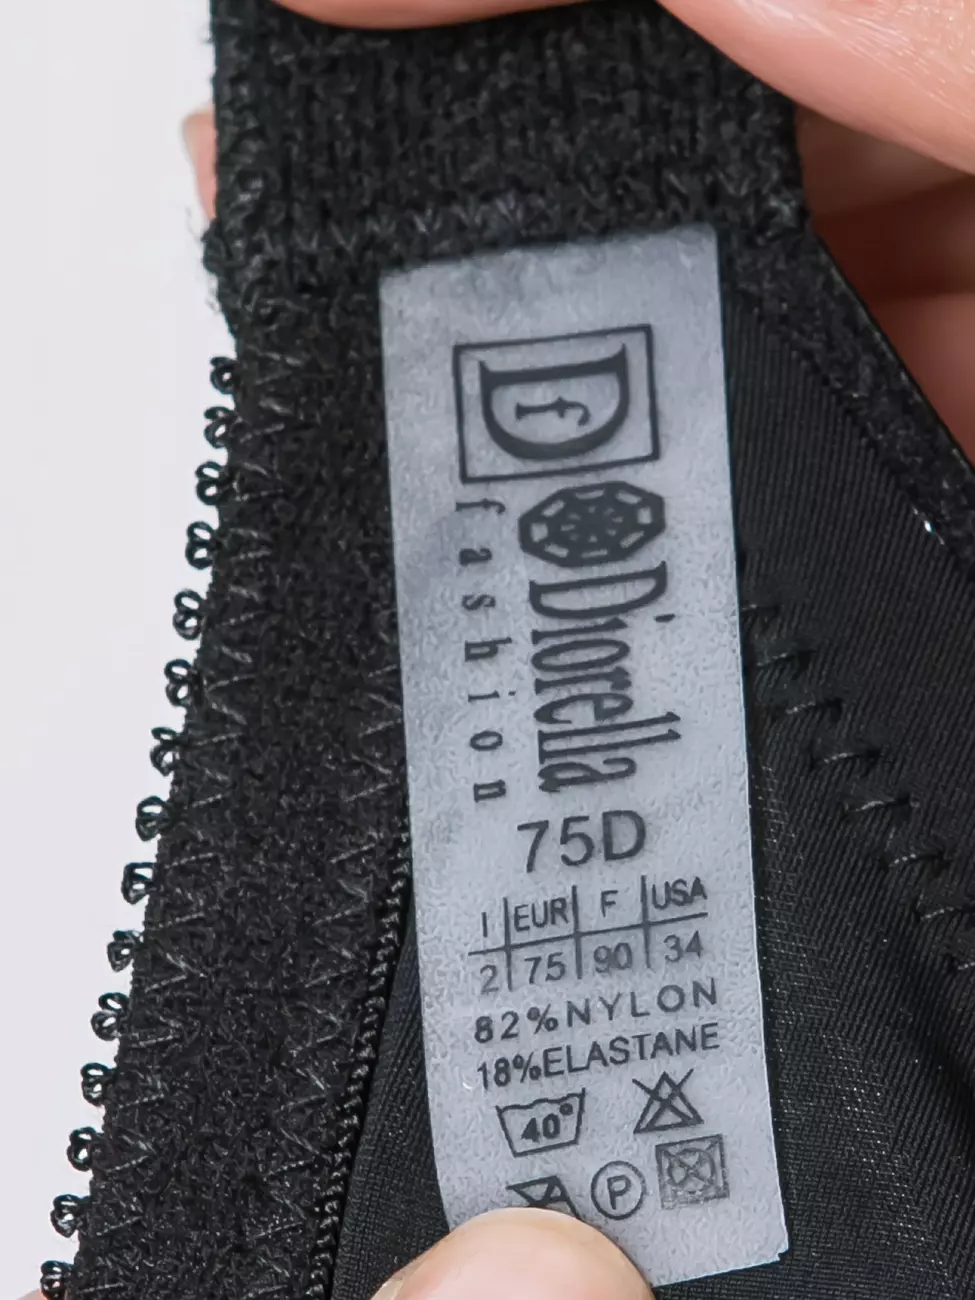 Df
Diorella
fashion
75D
I EUR F USA
2 75 90 34
82% NYLON
18% ELASTANE
40°
P